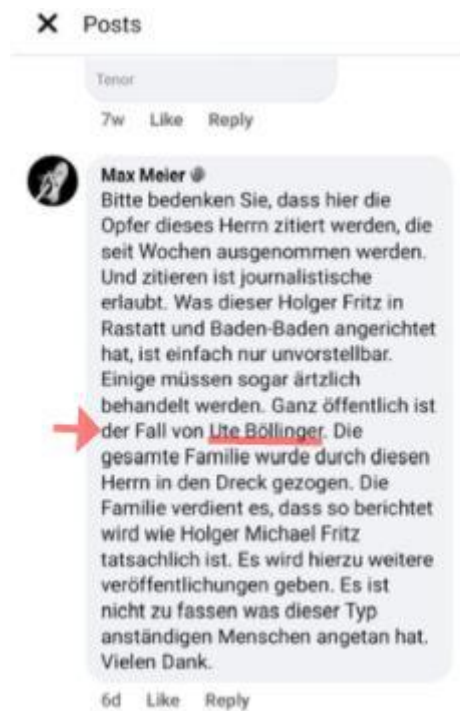 Posts
Tenor
7w Like Reply
Max Meier
Bitte bedenken Sie, dass hier die
Opfer dieses Herrn zitiert werden, die
seit Wochen ausgenommen werden.
Und zitieren ist journalistische
erlaubt. Was dieser Holger Fritz in
Rastatt und Baden-Baden angerichtet
hat, ist einfach nur unvorstellbar.
Einige müssen sogar ärtzlich
behandelt werden. Ganz öffentlich ist
der Fall von Ute Böllinger. Die
gesamte Familie wurde durch diesen
Herrn in den Dreck gezogen. Die
Familie verdient es, dass so berichtet
wird wie Holger Michael Fritz
tatsachlich ist. Es wird hierzu weitere
veröffentlichungen geben. Es ist
nicht zu fassen was dieser Typ
anständigen Menschen angetan hat.
Vielen Dank.
6d Like Reply